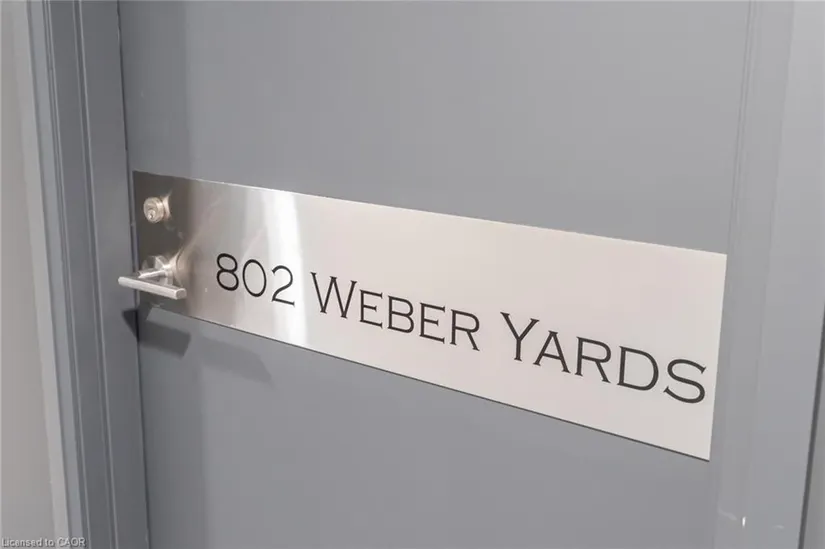 802 WEBER YARDS
Licensed to CAOR